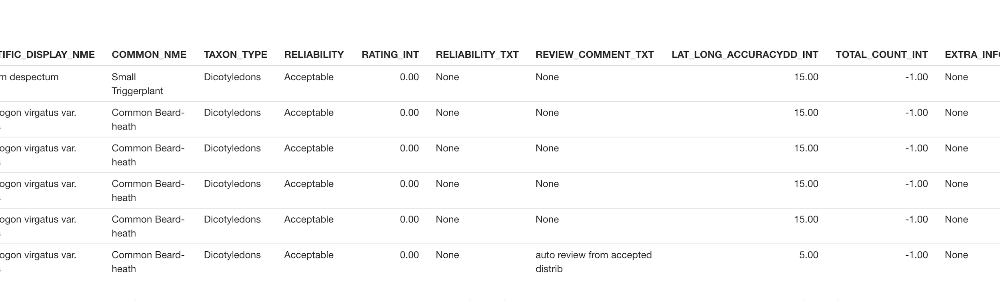 TIFIC_DISPLAY_NME COMMON_NME TAXON_TYPE RELIABILITY RATING_INT RELIABILITY_TXT REVIEW_COMMENT_TXT LAT_LONG_ACCURACYDD_INT TOTAL_COUNT_INT EXTRA_INFO
m despectum Small Dicotyledons Acceptable 0.00 None None 15.00 -1.00 None
Triggerplant
ogon virgatus var. Common Beard- Dicotyledons Acceptable 0.00 None None 15.00 -1.00 None
s heath
ogon virgatus var. Common Beard- Dicotyledons Acceptable 0.00 None None 15.00 -1.00 None
s heath
ogon virgatus var. Common Beard- Dicotyledons Acceptable 0.00 None None 15.00 -1.00 None
s heath
ogon virgatus var. Common Beard- Dicotyledons Acceptable 0.00 None None 15.00 -1.00 None
s heath
ogon virgatus var. Common Beard- Dicotyledons Acceptable 0.00 None auto review from accepted 5.00 -1.00 None
s heath distrib